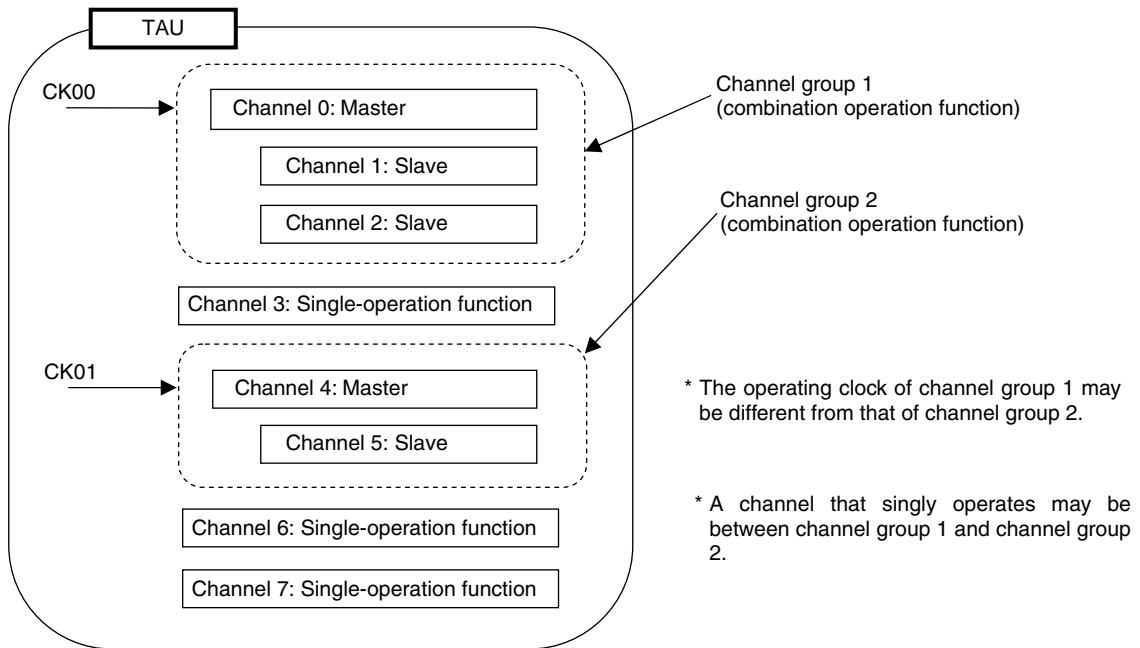 TAU
CK00
Channel 0: Master
Channel 1: Slave
Channel 2: Slave
Channel group 1
(combination operation function)
Channel group 2
(combination operation function)
Channel 3: Single-operation function
CK01
Channel 4: Master
Channel 5: Slave
* The operating clock of channel group 1 may
be different from that of channel group 2.
* A channel that singly operates may be
between channel group 1 and channel group
2.
Channel 6: Single-operation function
Channel 7: Single-operation function